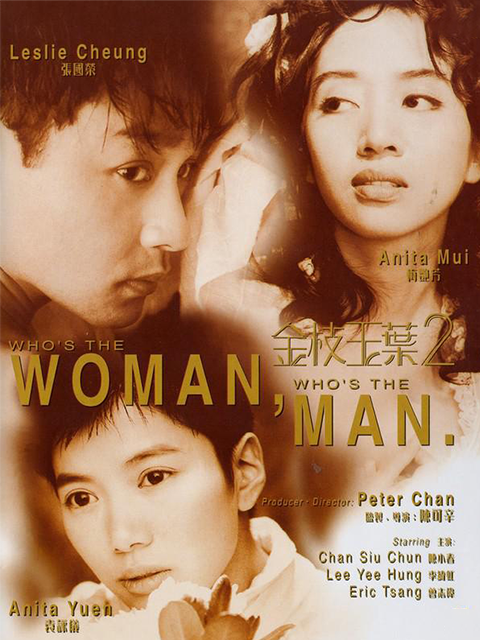 Leslie Cheung
張國榮
Anita Mui
梅艷芳
WHO'S THE
WOMAN,
金枝玉葉2
WHO'S THE
MAN.
Producer · Director: Peter Chan
監製、導演：陳可辛
Starring 主演：
Chan Siu Chun 陳小春
Lee Yee Hung 李綺虹
Eric Tsang 曾志偉
Anita Yuen
袁詠儀